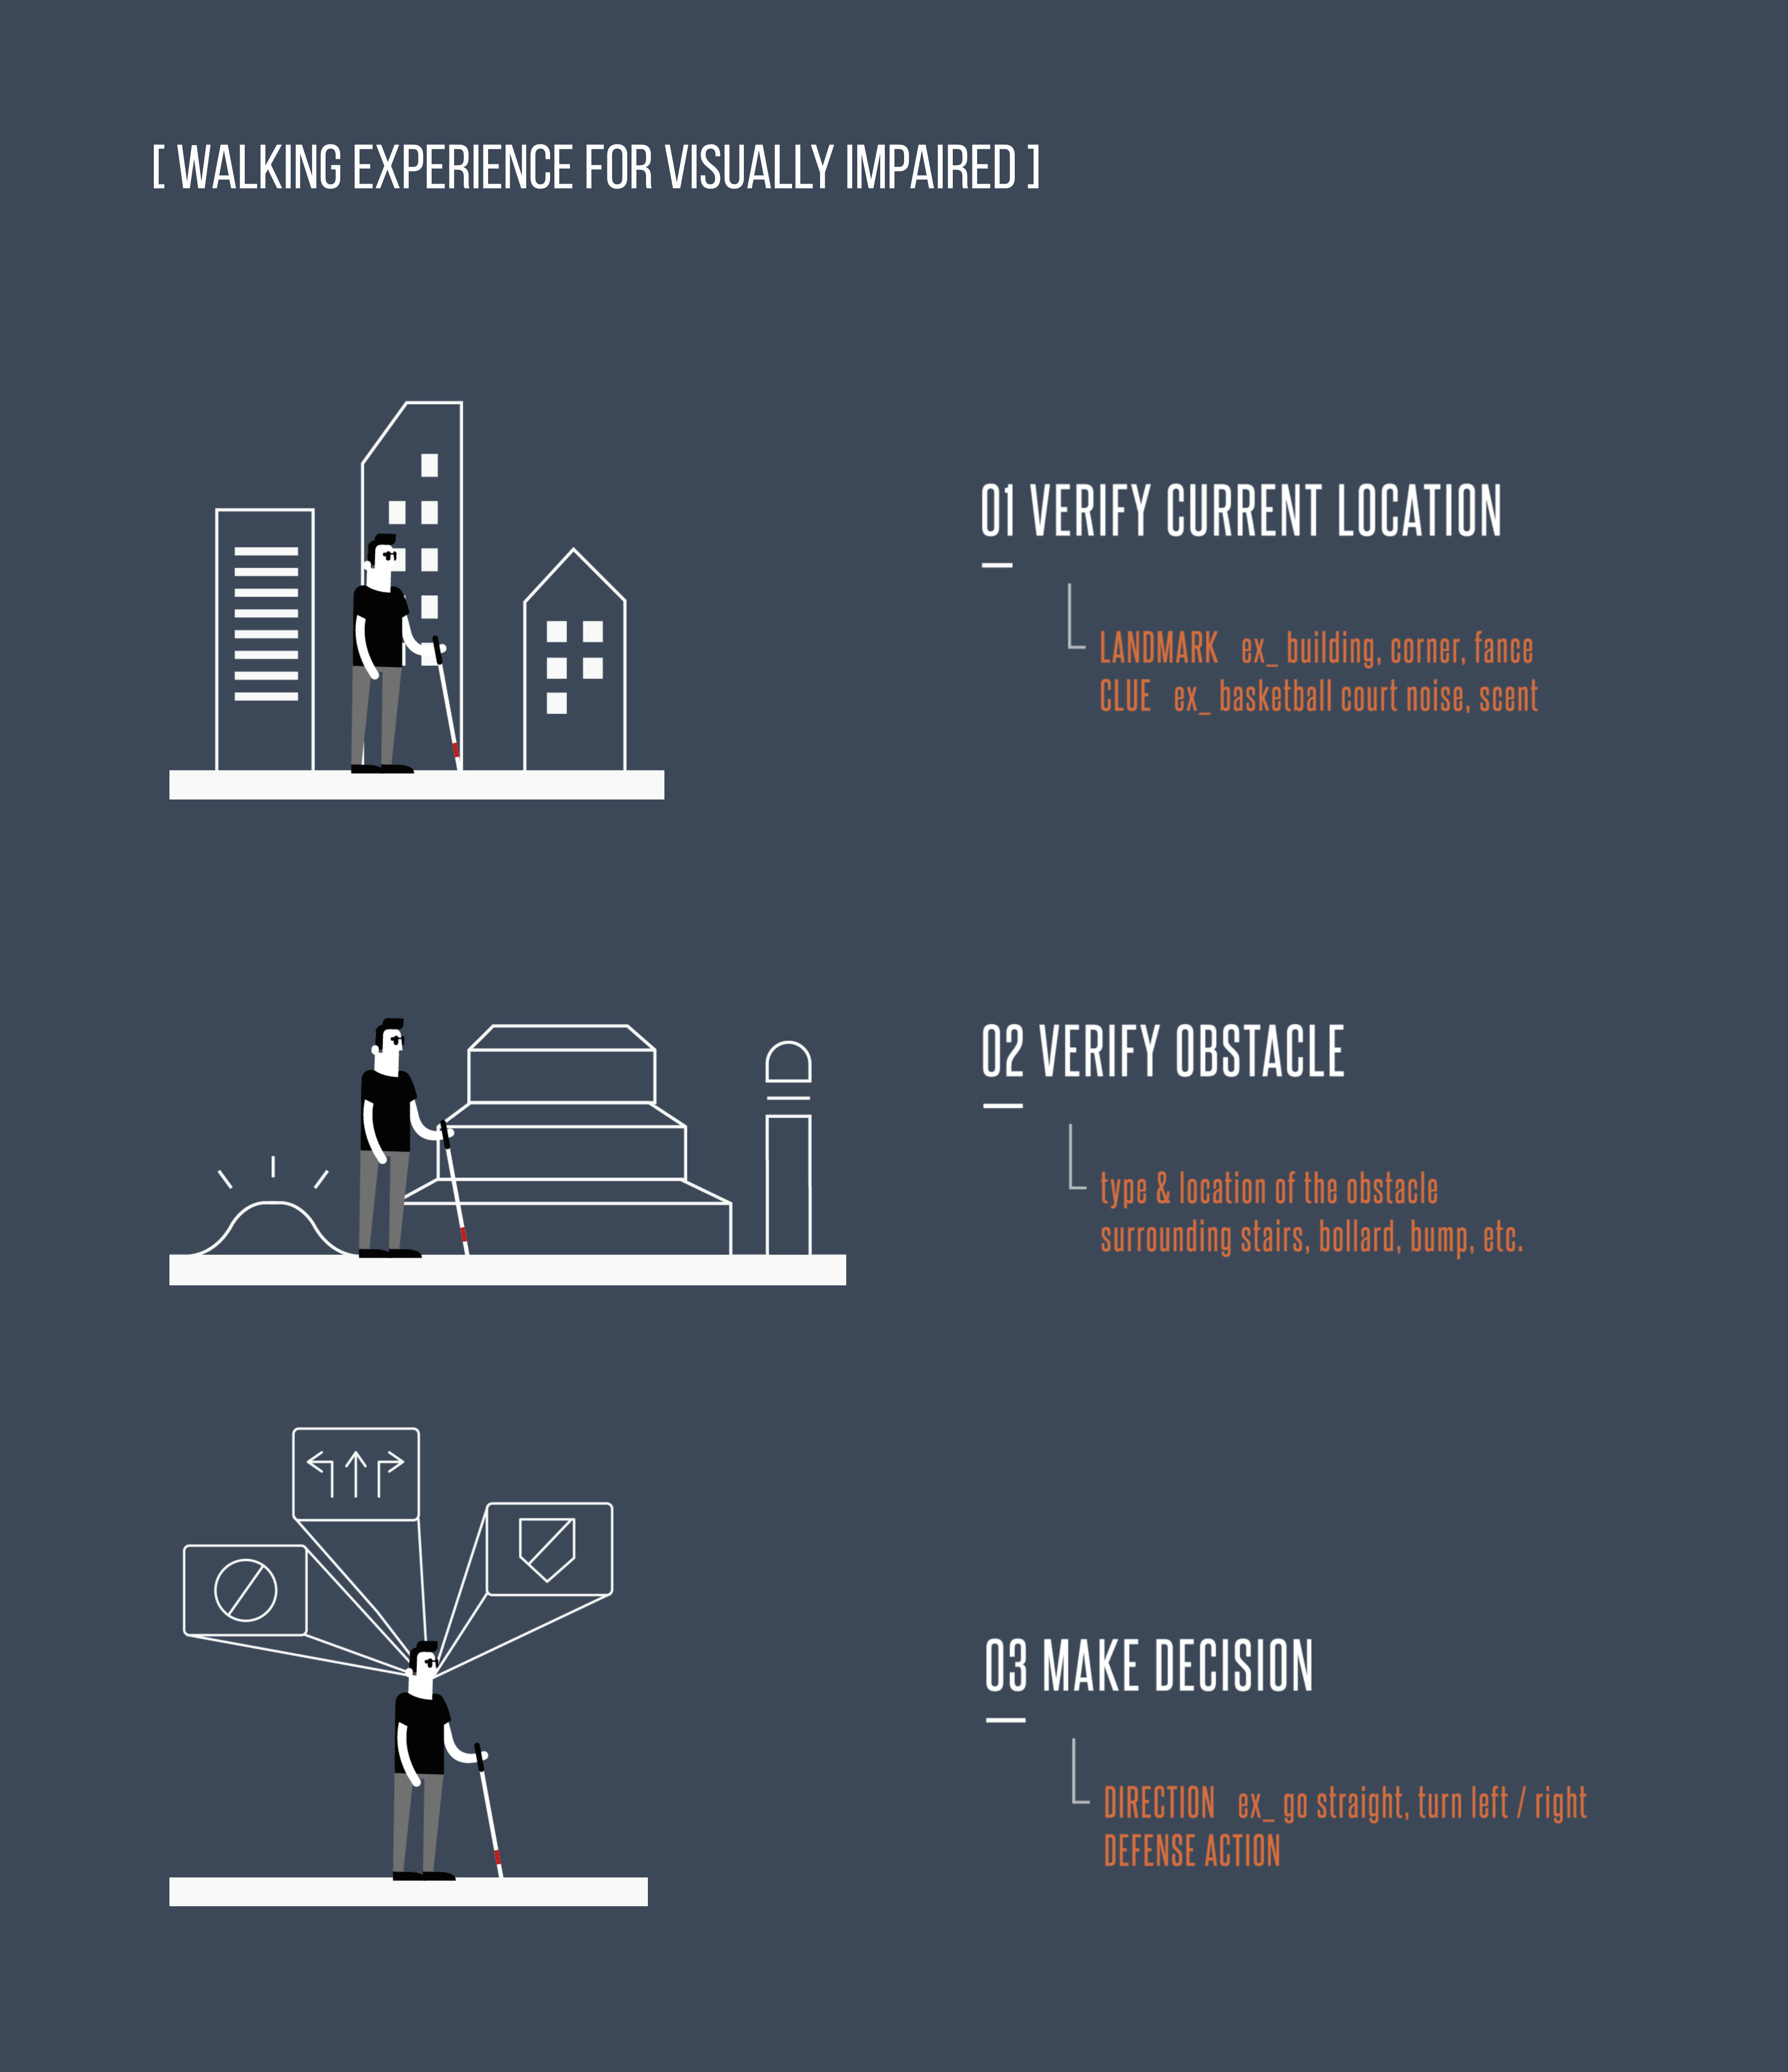 [ WALKING EXPERIENCE FOR VISUALLY IMPAIRED ]
01 VERIFY CURRENT LOCATION
LANDMARK ex_ building, corner, fance
CLUE ex_ basketball court noise, scent
02 VERIFY OBSTACLE
type & location of the obstacle
surrounding stairs, bollard, bump, etc.
03 MAKE DECISION
DIRECTION ex_ go straight, turn left / right
DEFENSE ACTION